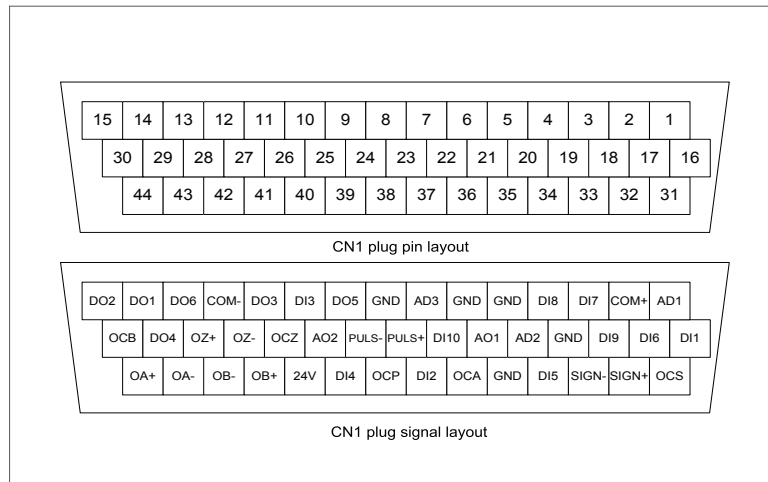 15 14 13 12 11 10 9 8 7 6 5 4 3 2 1
30 29 28 27 26 25 24 23 22 21 20 19 18 17 16
44 43 42 41 40 39 38 37 36 35 34 33 32 31
CN1 plug pin layout
DO2 DO1 DO6 COM- DO3 DI3 DO5 GND AD3 GND GND DI8 DI7 COM+ AD1
OCB DO4 OZ+ OZ- OCZ AO2 PULS- PULS+ DI10 AO1 AD2 GND DI9 DI6 DI1
OA+ OA- OB- OB+ 24V DI4 OCP DI2 OCA GND DI5 SIGN- SIGN+ OCS
CN1 plug signal layout